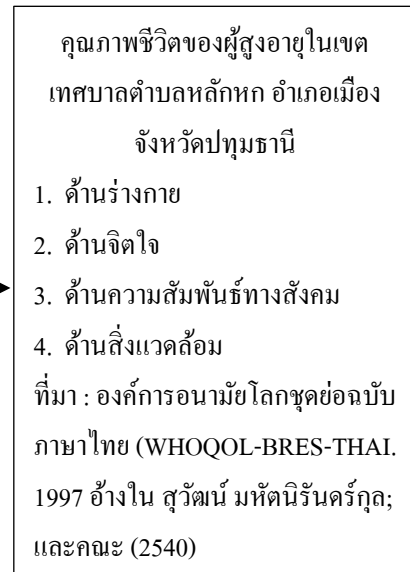 คุณภาพชีวิตของผู้สูงอายุในเขต
เทศบาลตำบลหลักหก อำเภอเมือง
จังหวัดปทุมธานี
1. ด้านร่างกาย
2. ด้านจิตใจ
3. ด้านความสัมพันธ์ทางสังคม
4. ด้านสิ่งแวดล้อม
ที่มา : องค์การอนามัยโลกชุดย่อฉบับ
ภาษาไทย (WHOQOL-BRES-THAI.
1997 อ้างใน สุวัฒน์ มหัตนิรันดร์กุล;
และคณะ (2540)